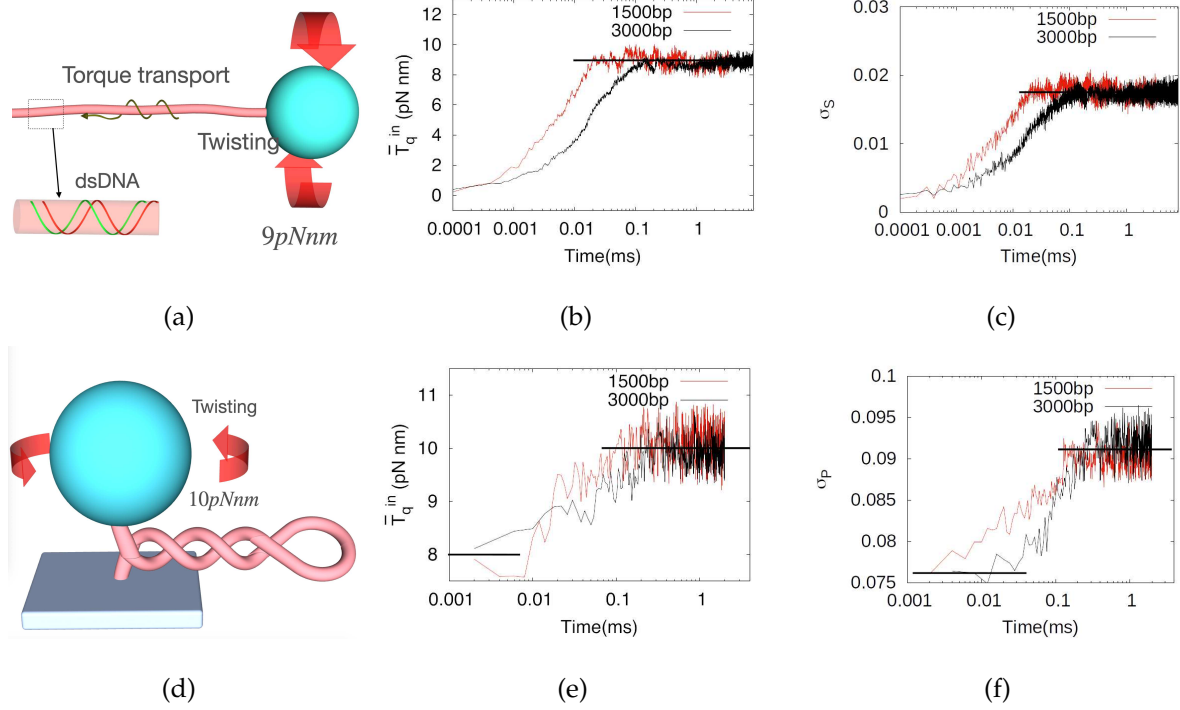 Torque transport
Twisting
dsDNA
9pNnm
(a)
T̄_q^in (pN nm)
12
10
8
6
4
2
0
1500bp
3000bp
0.0001
0.001
0.01
0.1
1
Time(ms)
(b)
σ_S
0.03
0.02
0.01
0
1500bp
3000bp
0.0001
0.001
0.01
0.1
1
Time(ms)
(c)
Twisting
10pNnm
(d)
T̄_q^in (pN nm)
11
10
9
8
1500bp
3000bp
0.001
0.01
0.1
1
Time(ms)
(e)
σ_P
0.1
0.095
0.09
0.085
0.08
0.075
1500bp
3000bp
0.001
0.01
0.1
1
Time(ms)
(f)